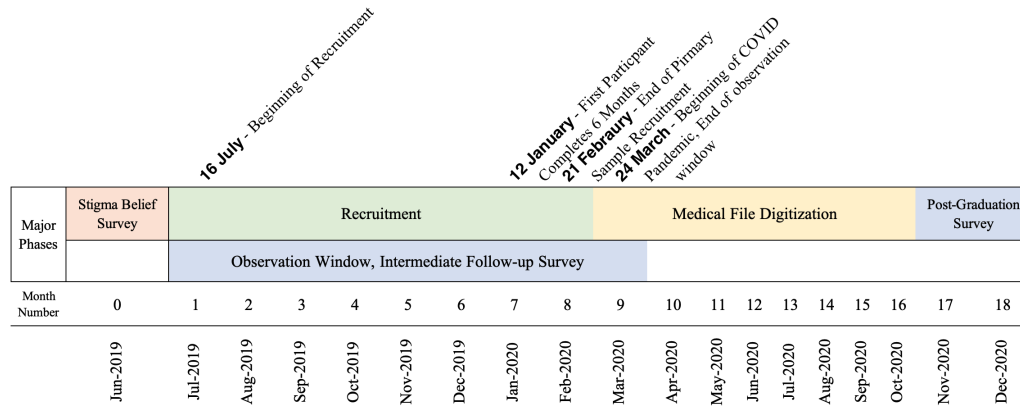 16 July - Beginning of Recruitment
12 January - First Particpant
Completes 6 Months
21 Febraury - End of Pirmary
Sample Recruitment
24 March - Beginning of COVID
Pandemic, End of observation
window
Major
Phases
Stigma Belief
Survey
Recruitment
Medical File Digitization
Post-Graduation
Survey
Observation Window, Intermediate Follow-up Survey
Month
Number
0 1 2 3 4 5 6 7 8 9 10 11 12 13 14 15 16 17 18
Jun-2019
Jul-2019
Aug-2019
Sep-2019
Oct-2019
Nov-2019
Dec-2019
Jan-2020
Feb-2020
Mar-2020
Apr-2020
May-2020
Jun-2020
Jul-2020
Aug-2020
Sep-2020
Oct-2020
Nov-2020
Dec-2020